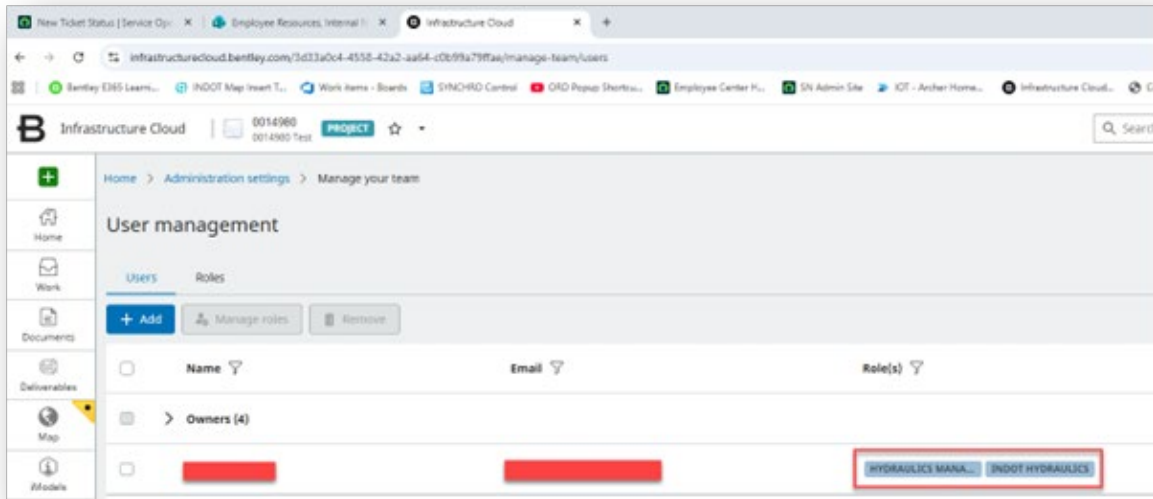 New Ticket Status | Service Op
Employee Resources, Internal
Infrastructure Cloud
infrastructurecloud.bentley.com/3d33a0c4-4558-42a2-aa64-c0b99a79ffae/manage-team/users
Bentley E365 Learni... INDOT Map Insert T... Work items - Boards SYNCHRO Control ORD Popup Shortcu... Employee Center H... SN Admin Site IOT - Archer Home... Infrastructure Cloud...
Infrastructure Cloud
0014980
0014980 Test
PROJECT
Search
Home > Administration settings > Manage your team
Home
User management
Work
Users Roles
+ Add Manage roles Remove
Documents
Name Email Role(s)
Deliverables
Owners (4)
Map
HYDRAULICS MANA... INDOT HYDRAULICS
iModels